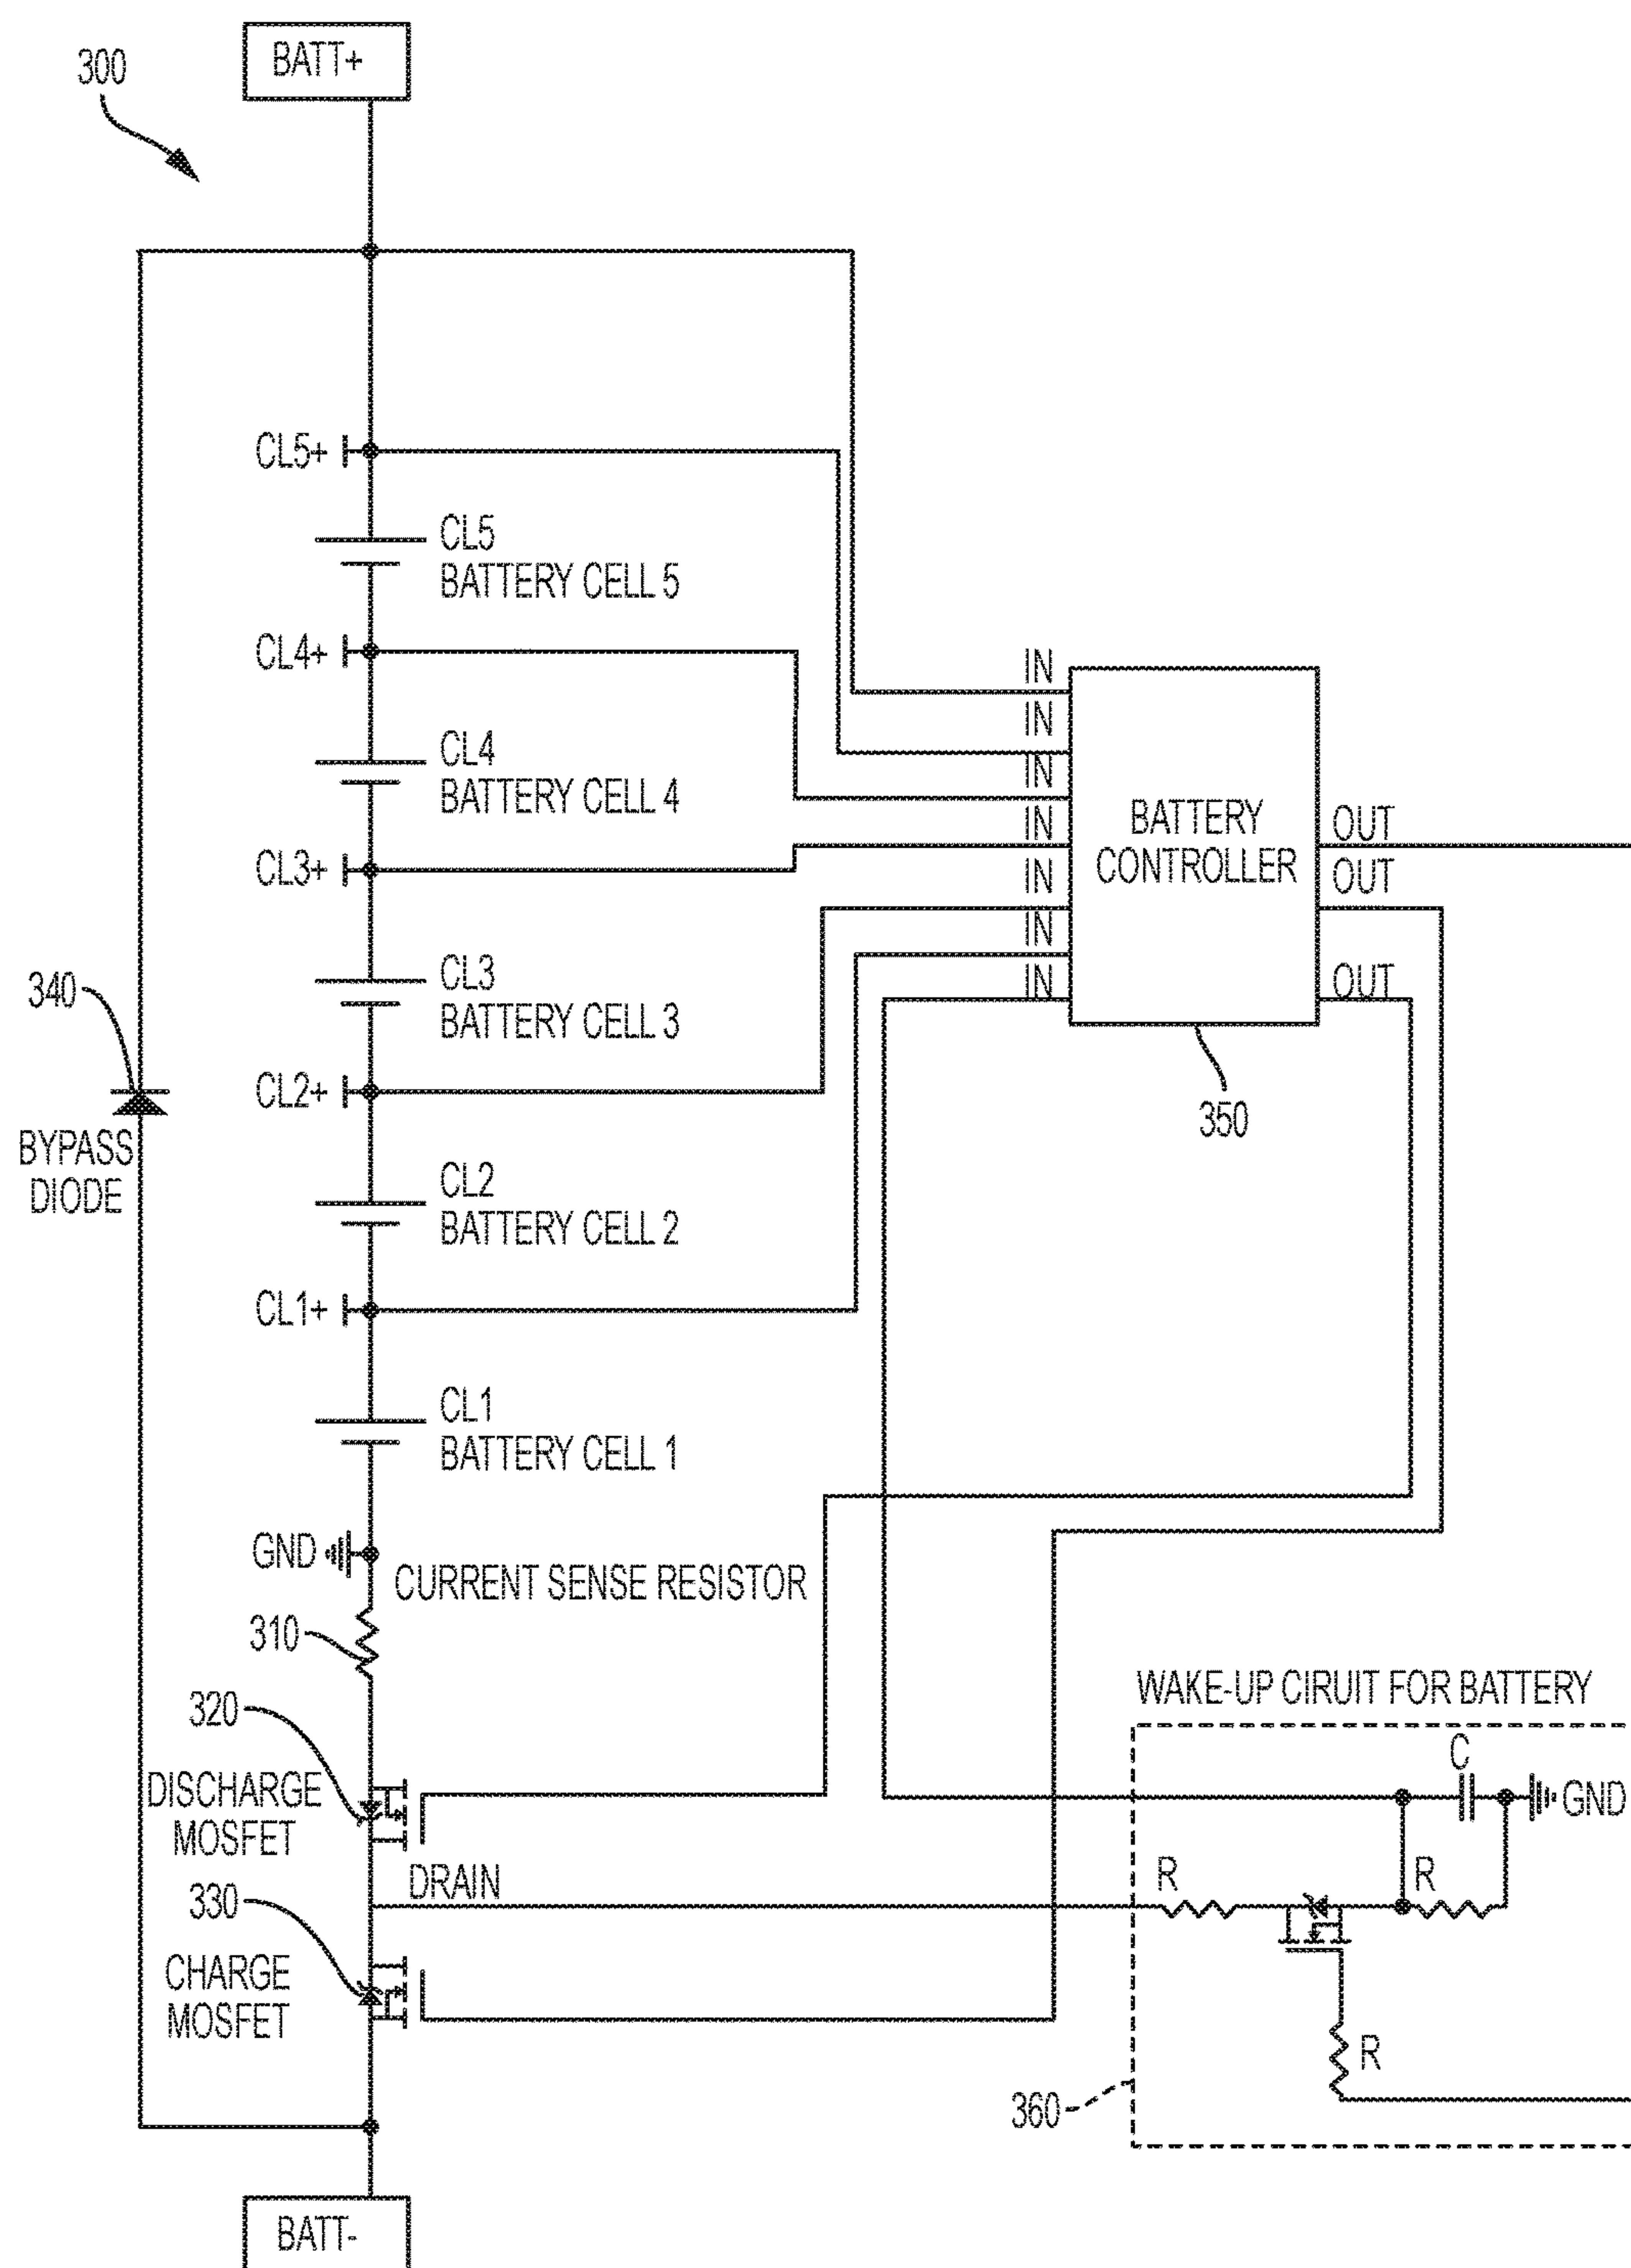 300
BATT+
CL5+
CL5
BATTERY CELL 5
CL4+
CL4
BATTERY CELL 4
CL3+
CL3
BATTERY CELL 3
CL2+
CL2
BATTERY CELL 2
CL1+
CL1
BATTERY CELL 1
340
BYPASS
DIODE
IN
IN
IN
IN
IN
IN
IN
BATTERY
CONTROLLER
OUT
OUT
OUT
350
GND
CURRENT SENSE RESISTOR
310
320
DISCHARGE
MOSFET
DRAIN
330
CHARGE
MOSFET
WAKE-UP CIRUIT FOR BATTERY
C
GND
R
R
R
360
BATT-